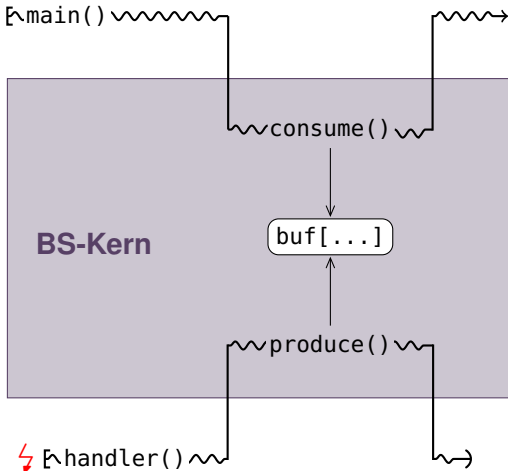 main()
consume()
BS-Kern
buf[...]
produce()
handler()